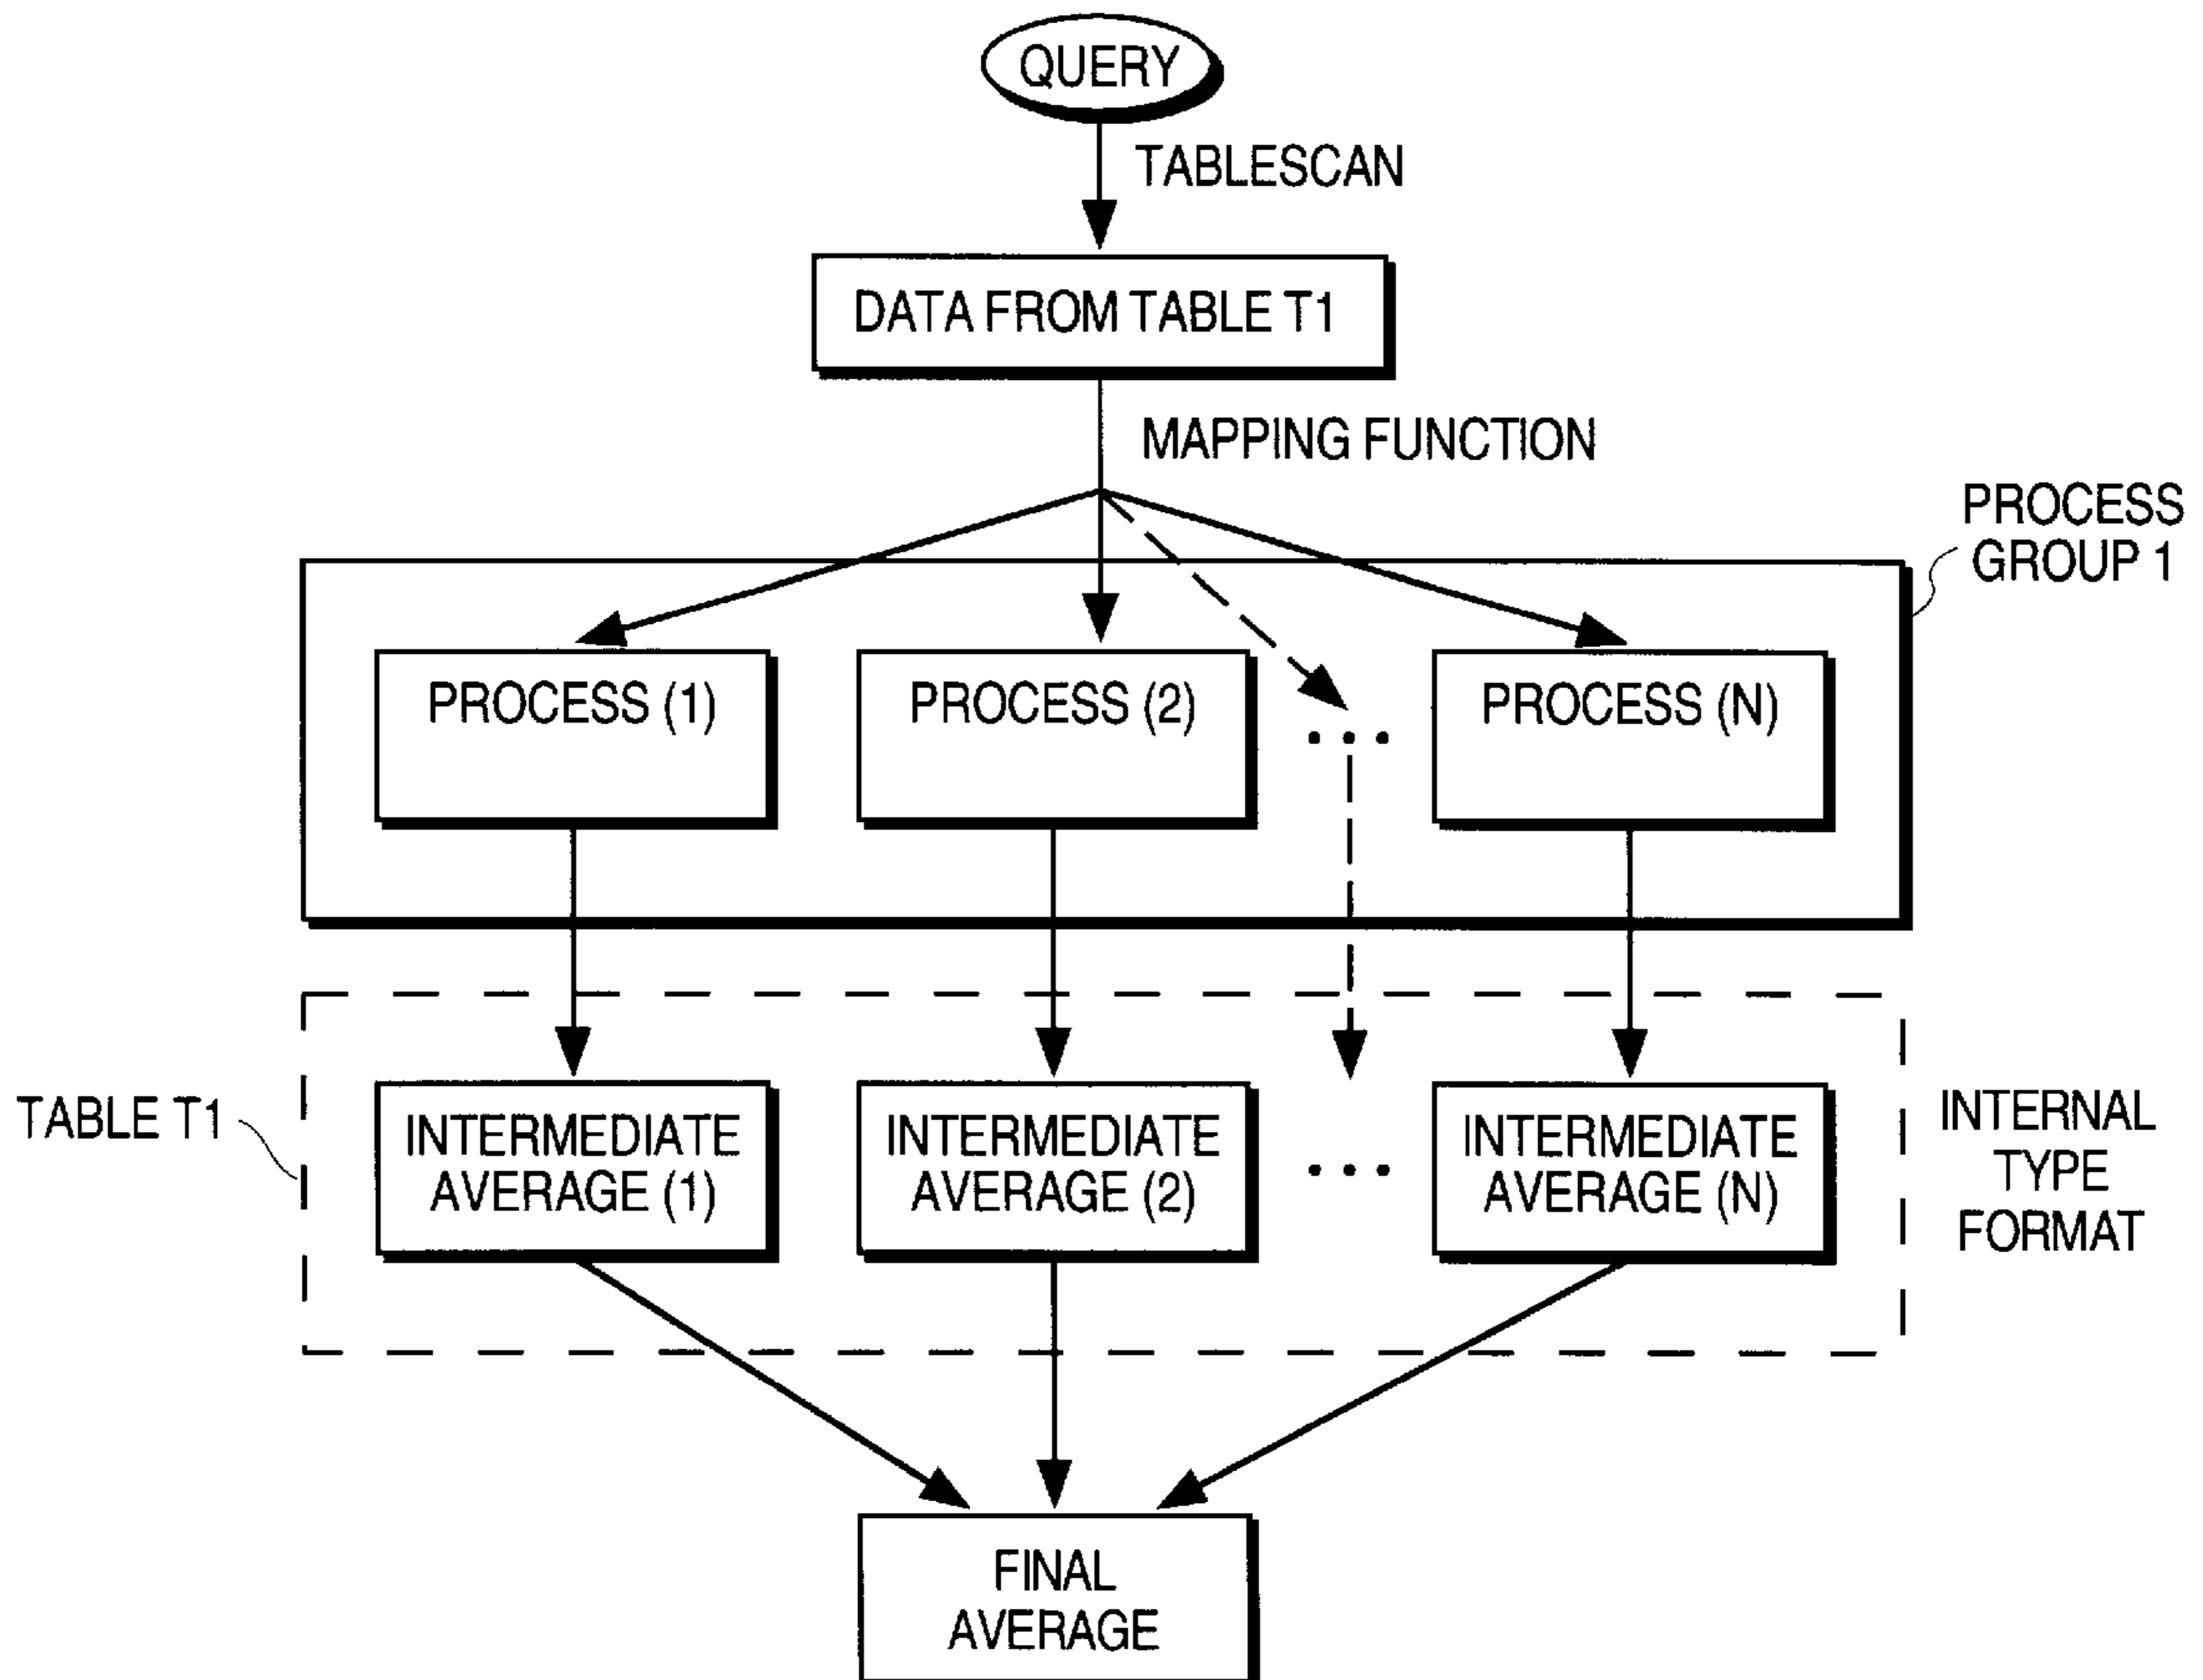 QUERY
TABLESCAN
DATA FROM TABLE T1
MAPPING FUNCTION
PROCESS
GROUP 1
PROCESS (1)
PROCESS (2)
• • •
PROCESS (N)
TABLE T1
INTERMEDIATE
AVERAGE (1)
INTERMEDIATE
AVERAGE (2)
• • •
INTERMEDIATE
AVERAGE (N)
INTERNAL
TYPE
FORMAT
FINAL
AVERAGE